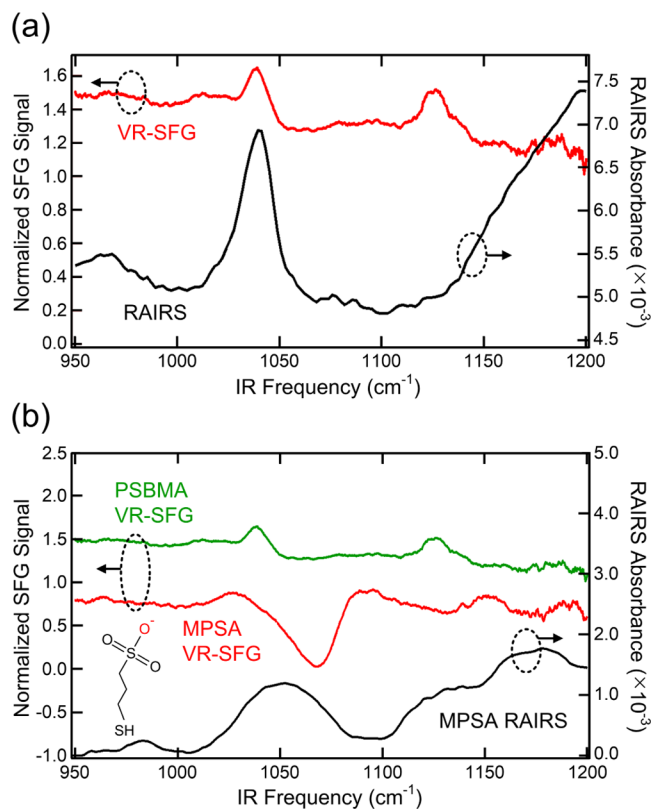 (a)
1.6
1.4
1.2
1.0
0.8
0.6
0.4
0.2
0.0
Normalized SFG Signal
VR-SFG
RAIRS
7.5
7.0
6.5
6.0
5.5
5.0
4.5
RAIRS Absorbance (×10-3)
950
1000
1050
1100
1150
1200
IR Frequency (cm-1)
(b)
2.5
2.0
1.5
1.0
0.5
0.0
-0.5
-1.0
Normalized SFG Signal
PSBMA
VR-SFG
MPSA
VR-SFG
O-
O
S
O
SH
MPSA RAIRS
5.0
4.0
3.0
2.0
1.0
0.0
RAIRS Absorbance (×10-3)
950
1000
1050
1100
1150
1200
IR Frequency (cm-1)